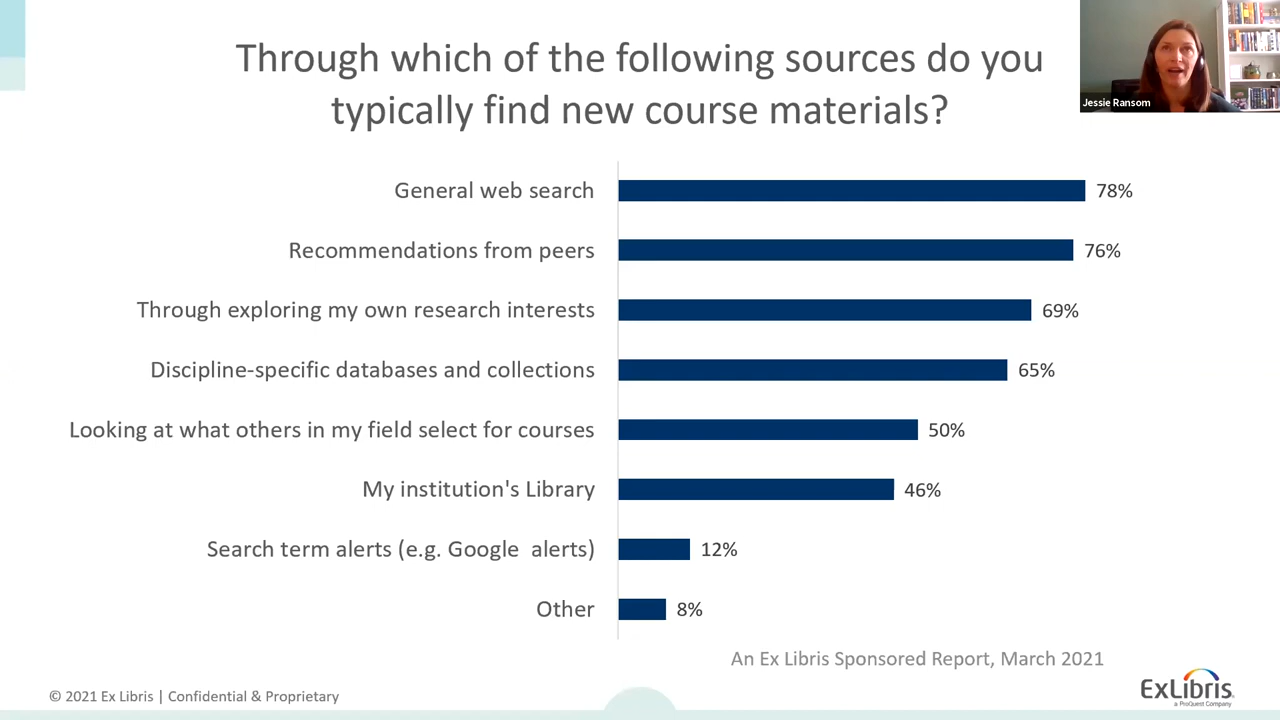 Through which of the following sources do you
typically find new course materials?
Jessie Ransom
General web search 78%
Recommendations from peers 76%
Through exploring my own research interests 69%
Discipline-specific databases and collections 65%
Looking at what others in my field select for courses 50%
My institution's Library 46%
Search term alerts (e.g. Google  alerts) 12%
Other 8%
An Ex Libris Sponsored Report, March 2021
© 2021 Ex Libris | Confidential & Proprietary
ExLibris
a ProQuest Company